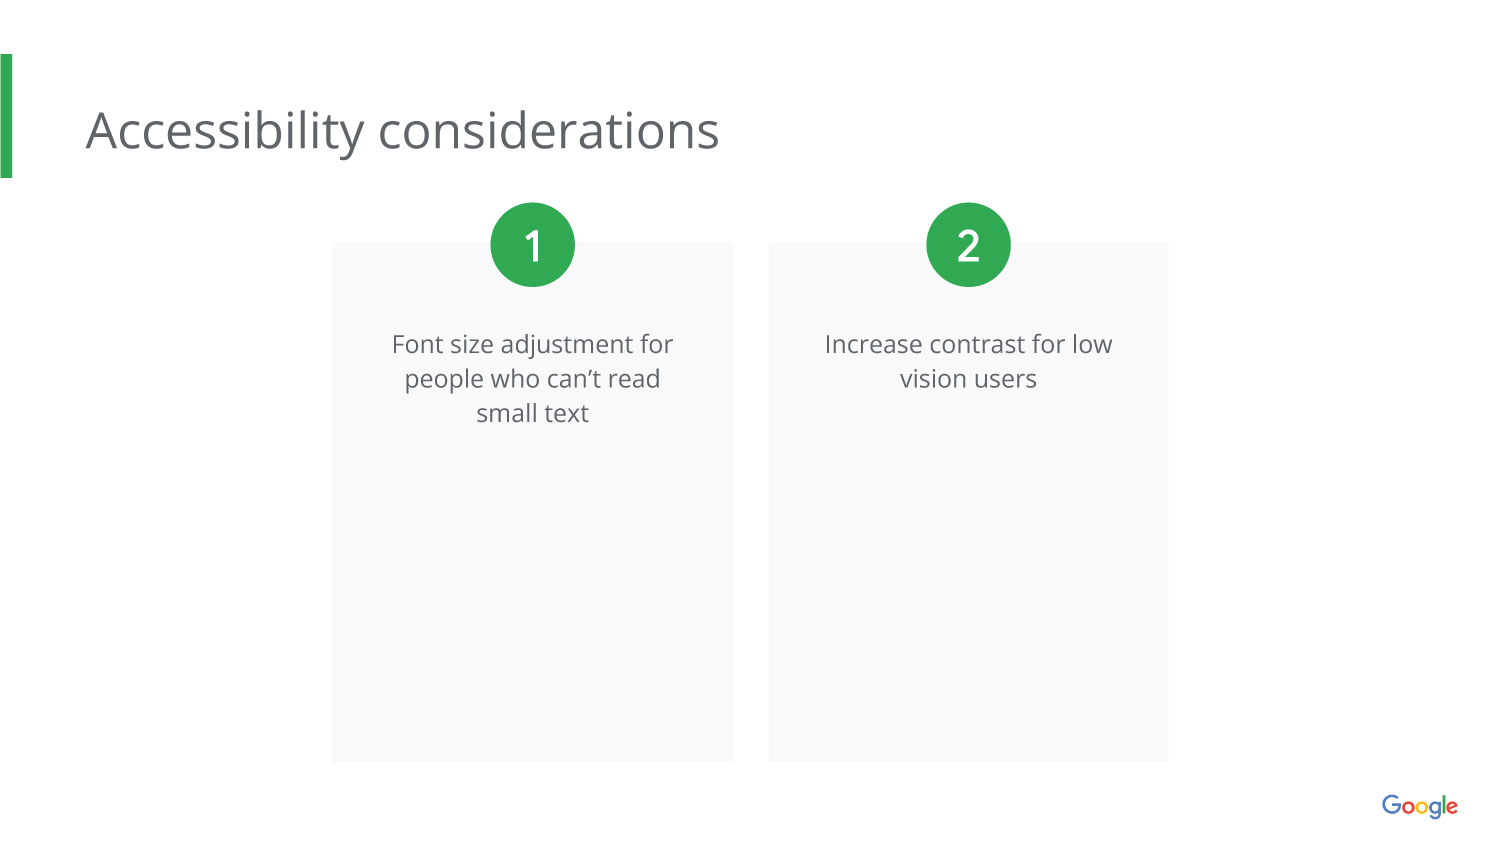 Accessibility considerations
1
Font size adjustment for
people who can’t read
small text
2
Increase contrast for low
vision users
Google